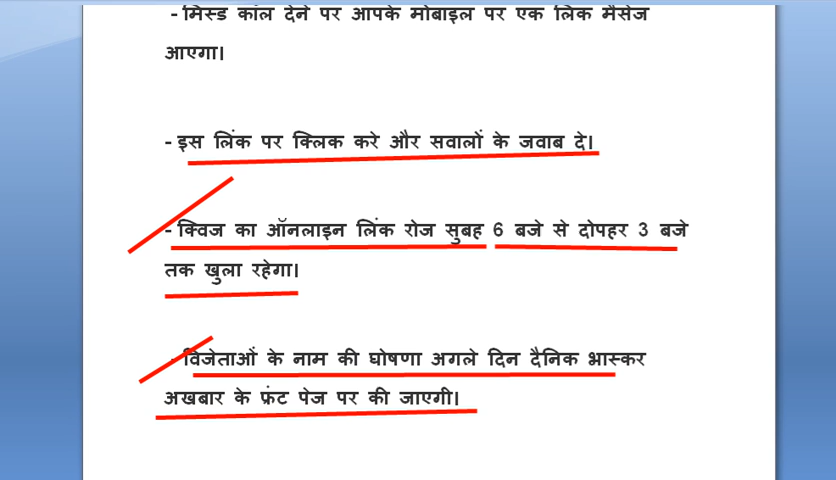 - मिस्ड कॉल देने पर आपके मोबाइल पर एक लिंक मैसेज
आएगा।
- इस लिंक पर क्लिक करे और सवालों के जवाब दे।
- क्विज का ऑनलाइन लिंक रोज सुबह 6 बजे से दोपहर 3 बजे
तक खुला रहेगा।
- विजेताओं के नाम की घोषणा अगले दिन दैनिक भास्कर
अखबार के फ्रंट पेज पर की जाएगी।